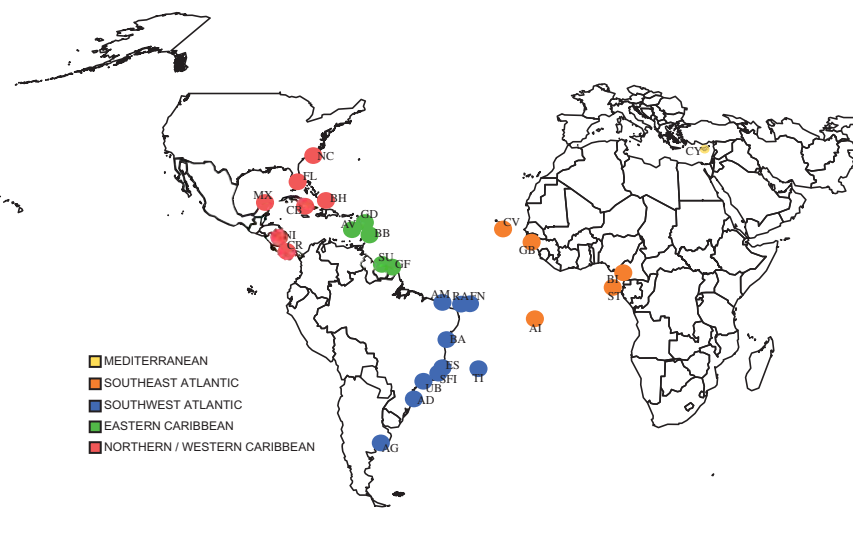 CY
NC
FL
MX
BH
CB
GD
AV
BB
NI
CR
SU
GF
CV
GB
BI
ST
AI
AM RA FN
BA
ES
SFI
TI
UB
AD
AG
MEDITERRANEAN
SOUTHEAST ATLANTIC
SOUTHWEST ATLANTIC
EASTERN CARIBBEAN
NORTHERN / WESTERN CARIBBEAN